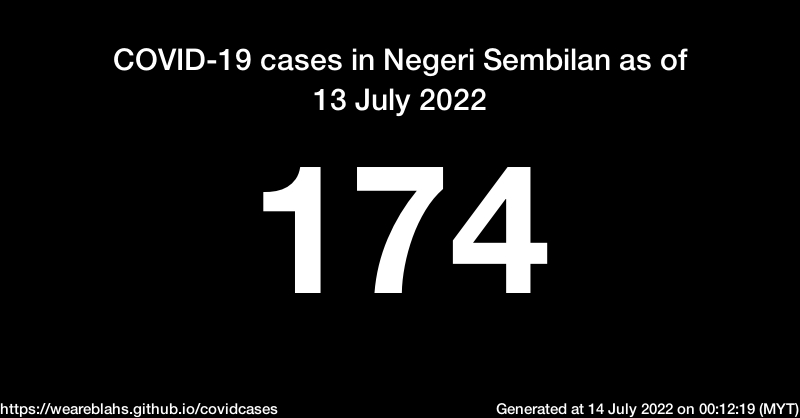 COVID-19 cases in Negeri Sembilan as of
13 July 2022
174
https://weareblahs.github.io/covidcases
Generated at 14 July 2022 on 00:12:19 (MYT)